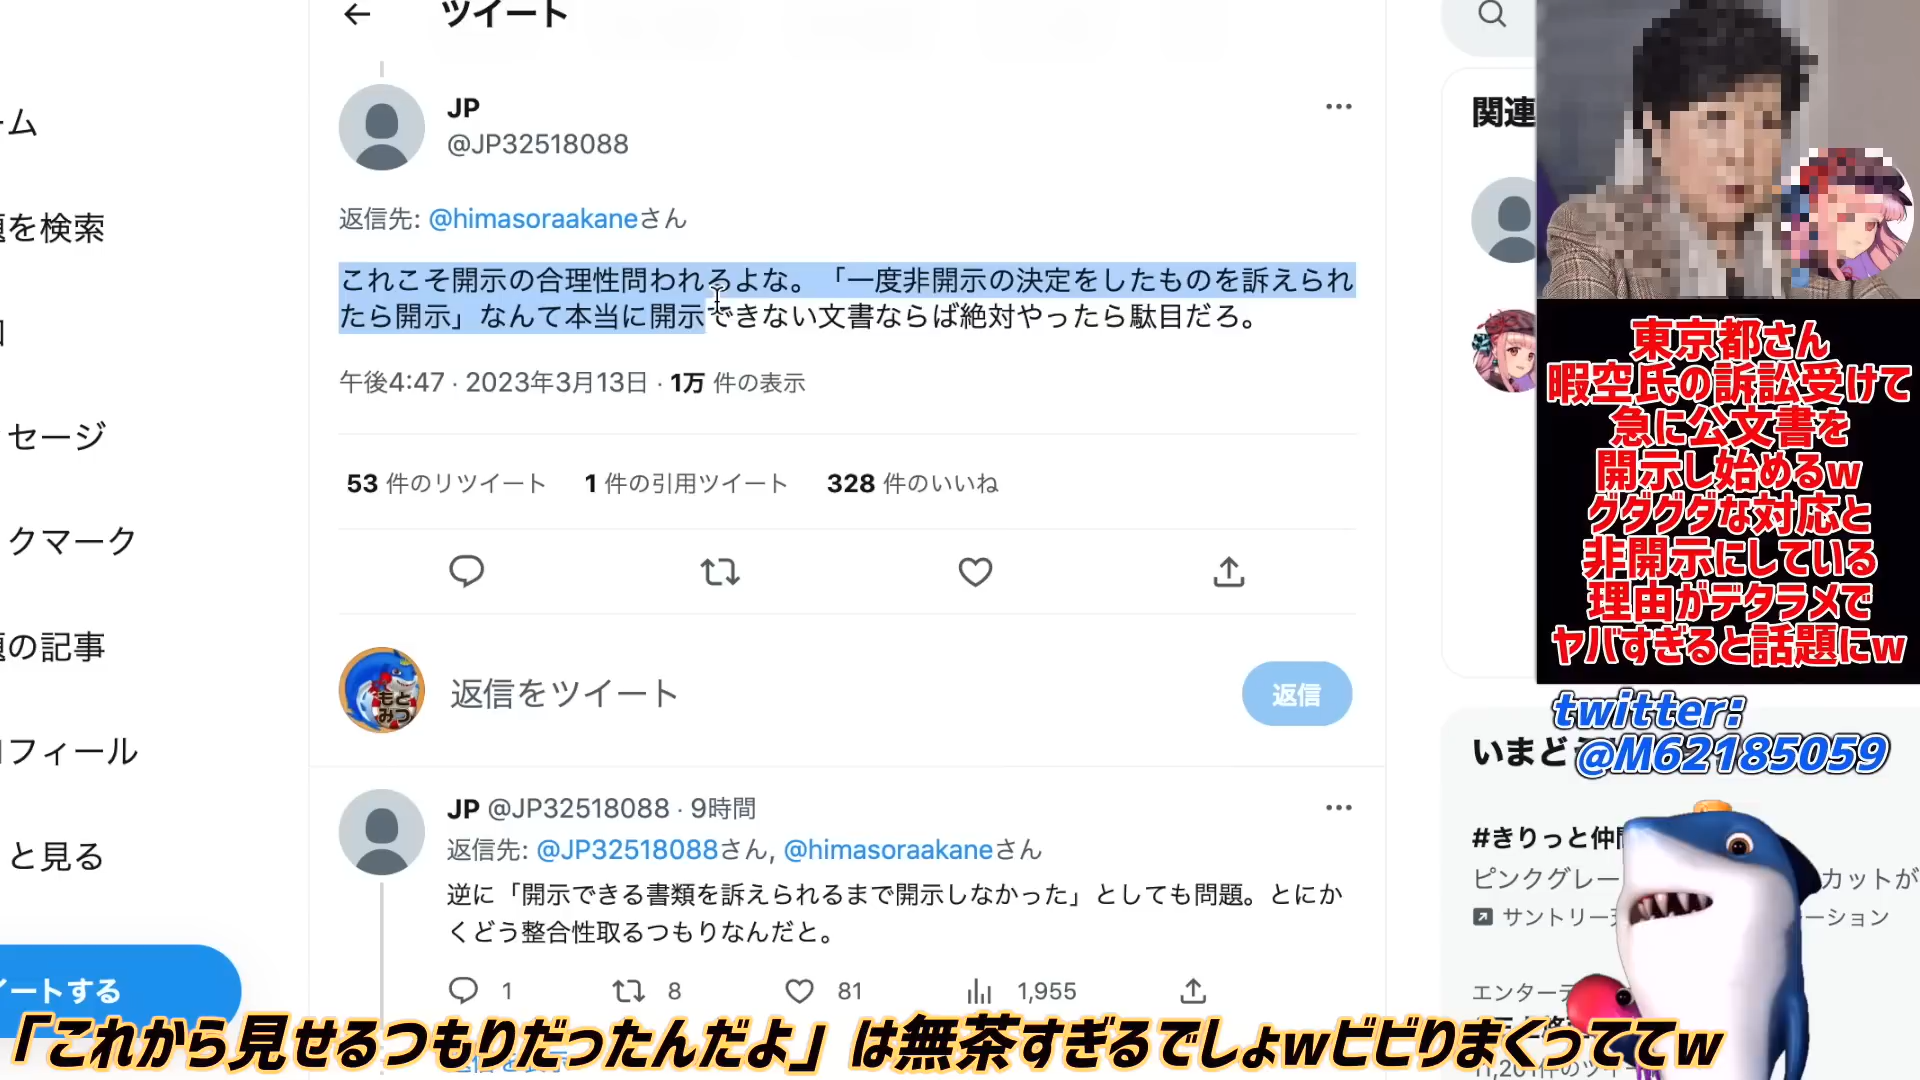 ツイート
JP
@JP32518088
返信先: @himasoraakaneさん
これこそ開示の合理性問われるよな。「一度非開示の決定をしたものを訴えられ
たら開示」なんて本当に開示できない文書ならば絶対やったら駄目だろ。
午後4:47 · 2023年3月13日 · 1万 件の表示
53 件のリツイート 1 件の引用ツイート 328 件のいいね
もと
みつ
返信をツイート
返信
JP @JP32518088 · 9時間
返信先: @JP32518088さん, @himasoraakaneさん
逆に「開示できる書類を訴えられるまで開示しなかった」としても問題。とにか
くどう整合性取るつもりなんだと。
1 8 81 1,955
ーム
を検索
セージ
クマーク
の記事
フィール
と見る
ートする
関連
東京都さん
暇空氏の訴訟受けて
急に公文書を
開示し始めるw
グダグダな対応と
非開示にしている
理由がデタラメで
ヤバすぎると話題にw
twitter:
@M62185059
いまど
#きりっと仲
ピンクグレー
カットが
サントリー
ーション
エンターテ
「これから見せるつもりだったんだよ」は無茶すぎるでしょwビビりまくっててw